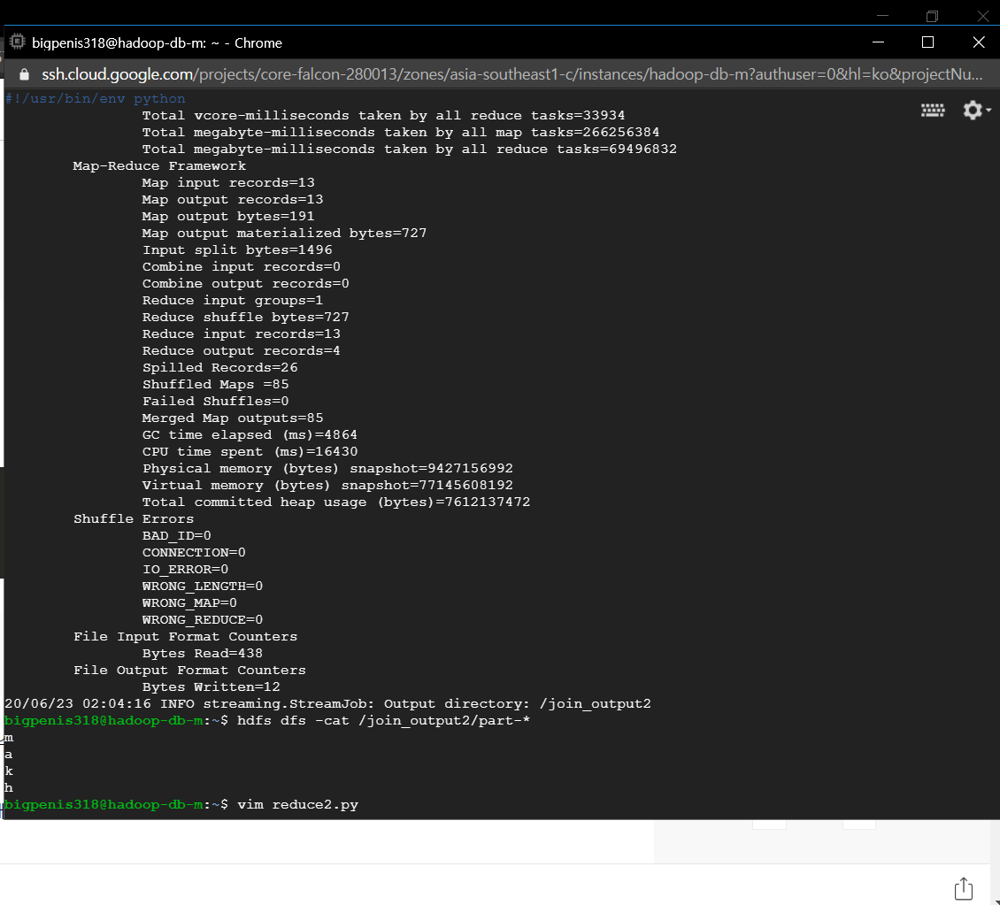 bigpenis318@hadoop-db-m: ~ - Chrome
ssh.cloud.google.com/projects/core-falcon-280013/zones/asia-southeast1-c/instances/hadoop-db-m?authuser=0&hl=ko&projectNu...
#!/usr/bin/env python
Total vcore-milliseconds taken by all reduce tasks=33934
Total megabyte-milliseconds taken by all map tasks=266256384
Total megabyte-milliseconds taken by all reduce tasks=69496832
Map-Reduce Framework
Map input records=13
Map output records=13
Map output bytes=191
Map output materialized bytes=727
Input split bytes=1496
Combine input records=0
Combine output records=0
Reduce input groups=1
Reduce shuffle bytes=727
Reduce input records=13
Reduce output records=4
Spilled Records=26
Shuffled Maps =85
Failed Shuffles=0
Merged Map outputs=85
GC time elapsed (ms)=4864
CPU time spent (ms)=16430
Physical memory (bytes) snapshot=9427156992
Virtual memory (bytes) snapshot=77145608192
Total committed heap usage (bytes)=7612137472
Shuffle Errors
BAD_ID=0
CONNECTION=0
IO_ERROR=0
WRONG_LENGTH=0
WRONG_MAP=0
WRONG_REDUCE=0
File Input Format Counters
Bytes Read=438
File Output Format Counters
Bytes Written=12
20/06/23 02:04:16 INFO streaming.StreamJob: Output directory: /join_output2
bigpenis318@hadoop-db-m:~$ hdfs dfs -cat /join_output2/part-*
m
a
k
h
bigpenis318@hadoop-db-m:~$ vim reduce2.py